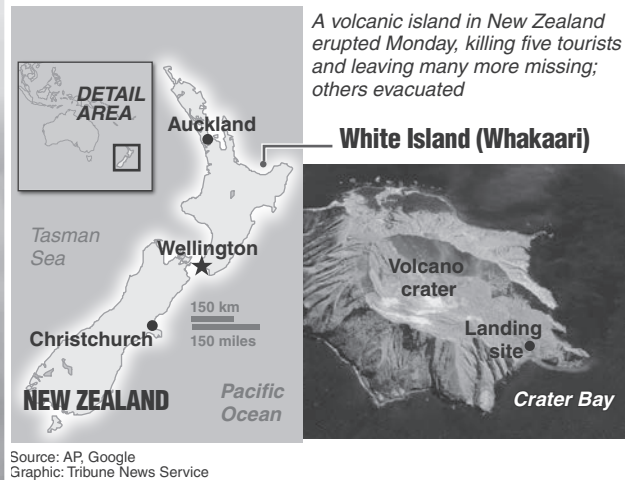 A volcanic island in New Zealand
erupted Monday, killing five tourists
and leaving many more missing;
others evacuated
White Island (Whakaari)
DETAIL
AREA
Auckland
Tasman
Sea
Wellington
150 km
150 miles
Christchurch
NEW ZEALAND
Pacific
Ocean
Volcano
crater
Landing
site
Crater Bay
Source: AP, Google
Graphic: Tribune News Service